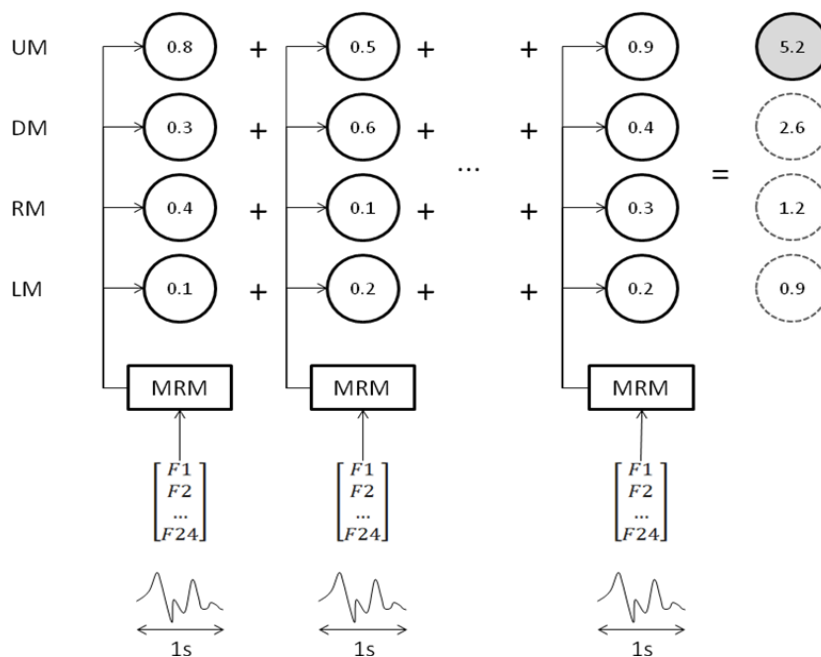 UM 0.8 + 0.5 + + 0.9 5.2
DM 0.3 + 0.6 + + 0.4 2.6
... =
RM 0.4 + 0.1 + + 0.3 1.2
LM 0.1 + 0.2 + + 0.2 0.9
MRM MRM MRM
F1 F1 F1
F2 F2 F2
... ... ...
F24 F24 F24
1s 1s 1s